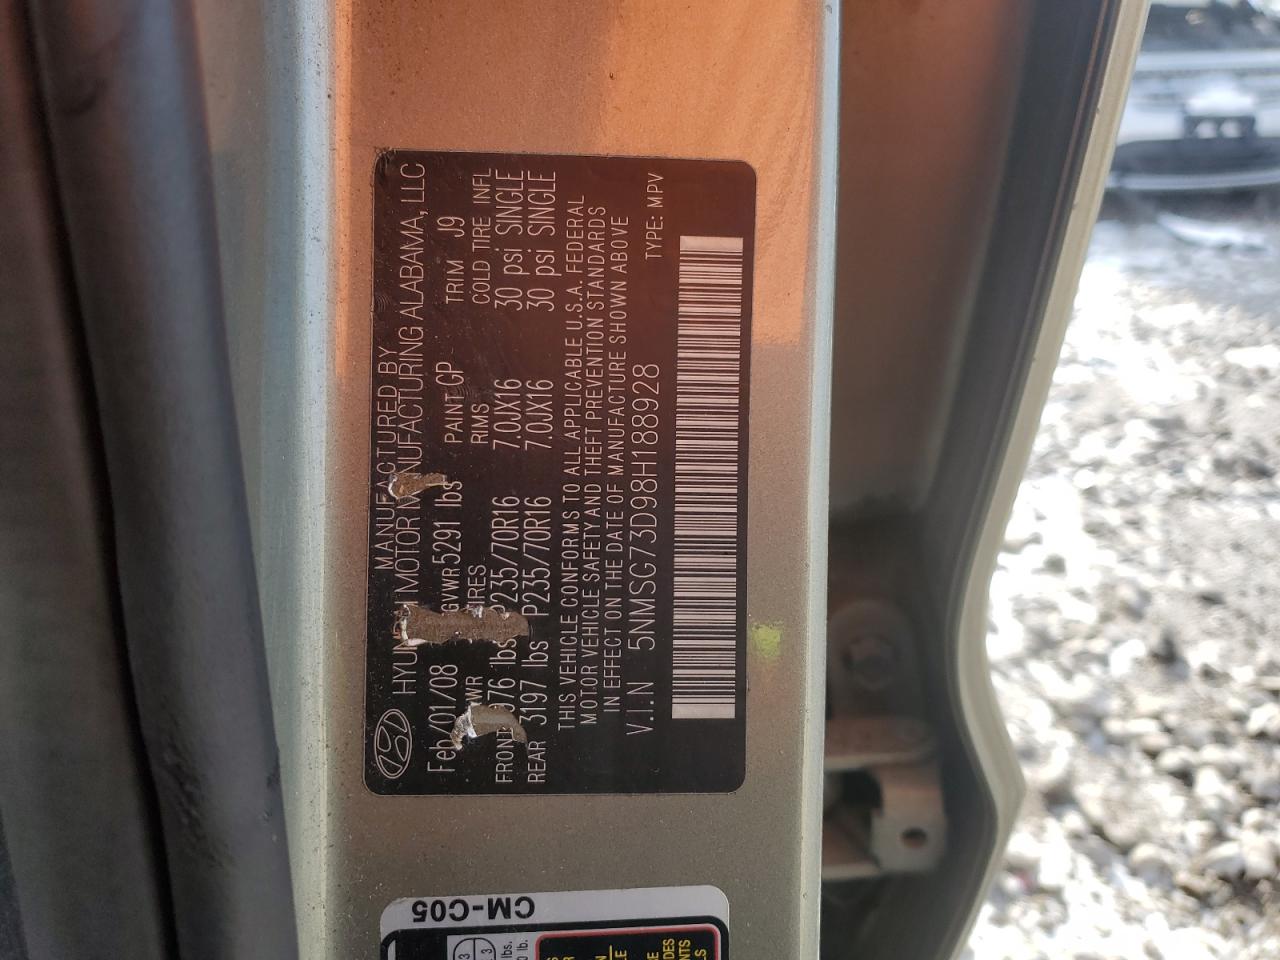 MANUFACTURED BY
HYUNDAI MOTOR MANUFACTURING ALABAMA, LLC
Feb/01/08 GVWR 5291 lbs PAINT GP TRIM J9
RIMS COLD TIRE INFL
FRONT lbs P235/70R16 7.0JX16 30 psi SINGLE
REAR 3197 lbs P235/70R16 7.0JX16 30 psi SINGLE
THIS VEHICLE CONFORMS TO ALL APPLICABLE U.S.A. FEDERAL
MOTOR VEHICLE SAFETY AND THEFT PREVENTION STANDARDS
IN EFFECT ON THE DATE OF MANUFACTURE SHOWN ABOVE
V.I.N 5NMSG73D98H188928 TYPE: MPV
CM-C05